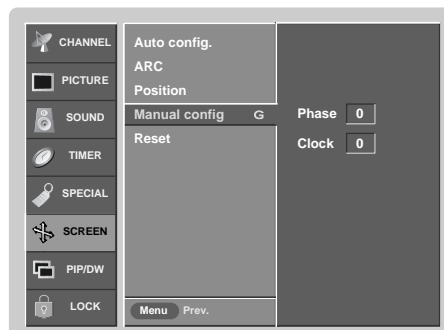 CHANNEL
PICTURE
SOUND
TIMER
SPECIAL
SCREEN
PIP/DW
LOCK
Auto config.
ARC
Position
Manual config G
Reset
Menu Prev.
Phase 0
Clock 0